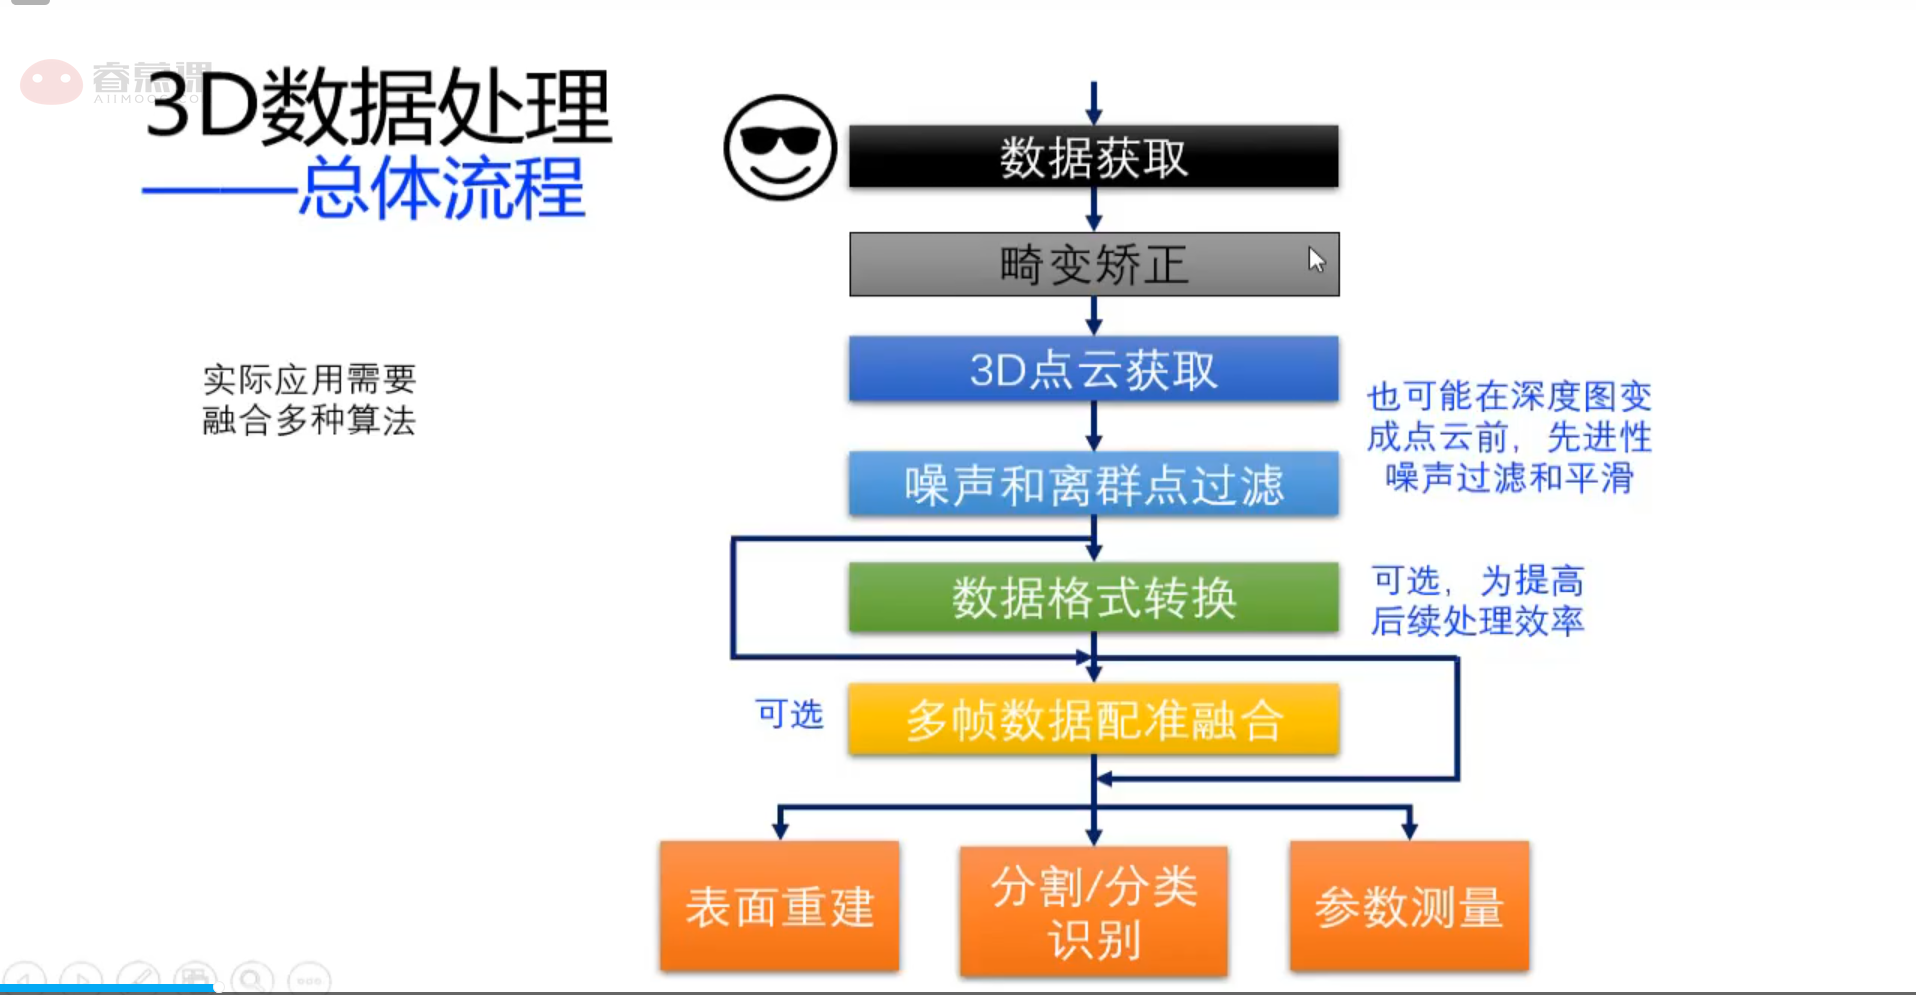 睿慕课
AIIMOOC.CO
3D数据处理
——总体流程
实际应用需要
融合多种算法
数据获取
畸变矫正
3D点云获取
也可能在深度图变
成点云前，先进性
噪声过滤和平滑
噪声和离群点过滤
数据格式转换
可选，为提高
后续处理效率
可选
多帧数据配准融合
表面重建
分割/分类
识别
参数测量